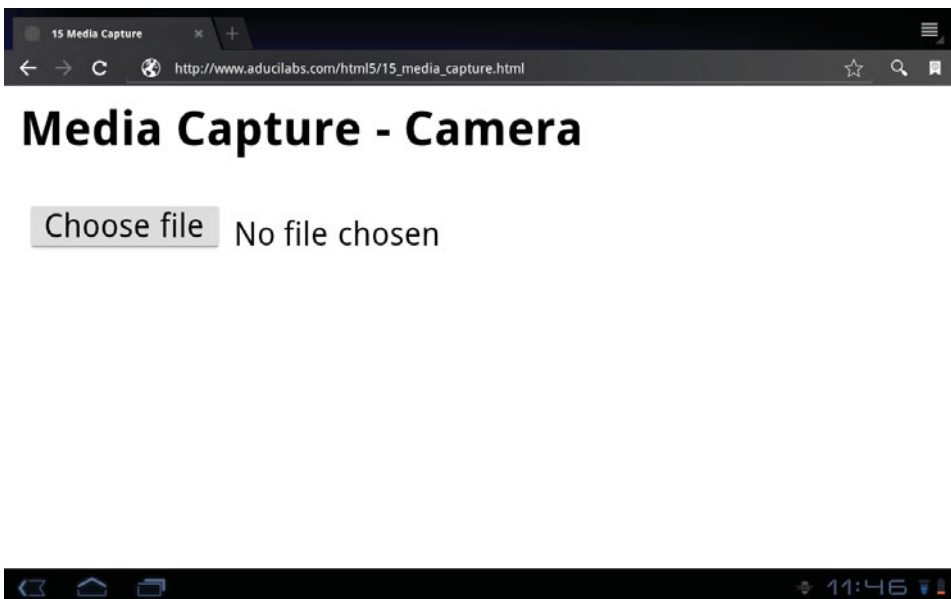 15 Media Capture
http://www.aducilabs.com/html5/15_media_capture.html
Media Capture - Camera
Choose file No file chosen
11:46